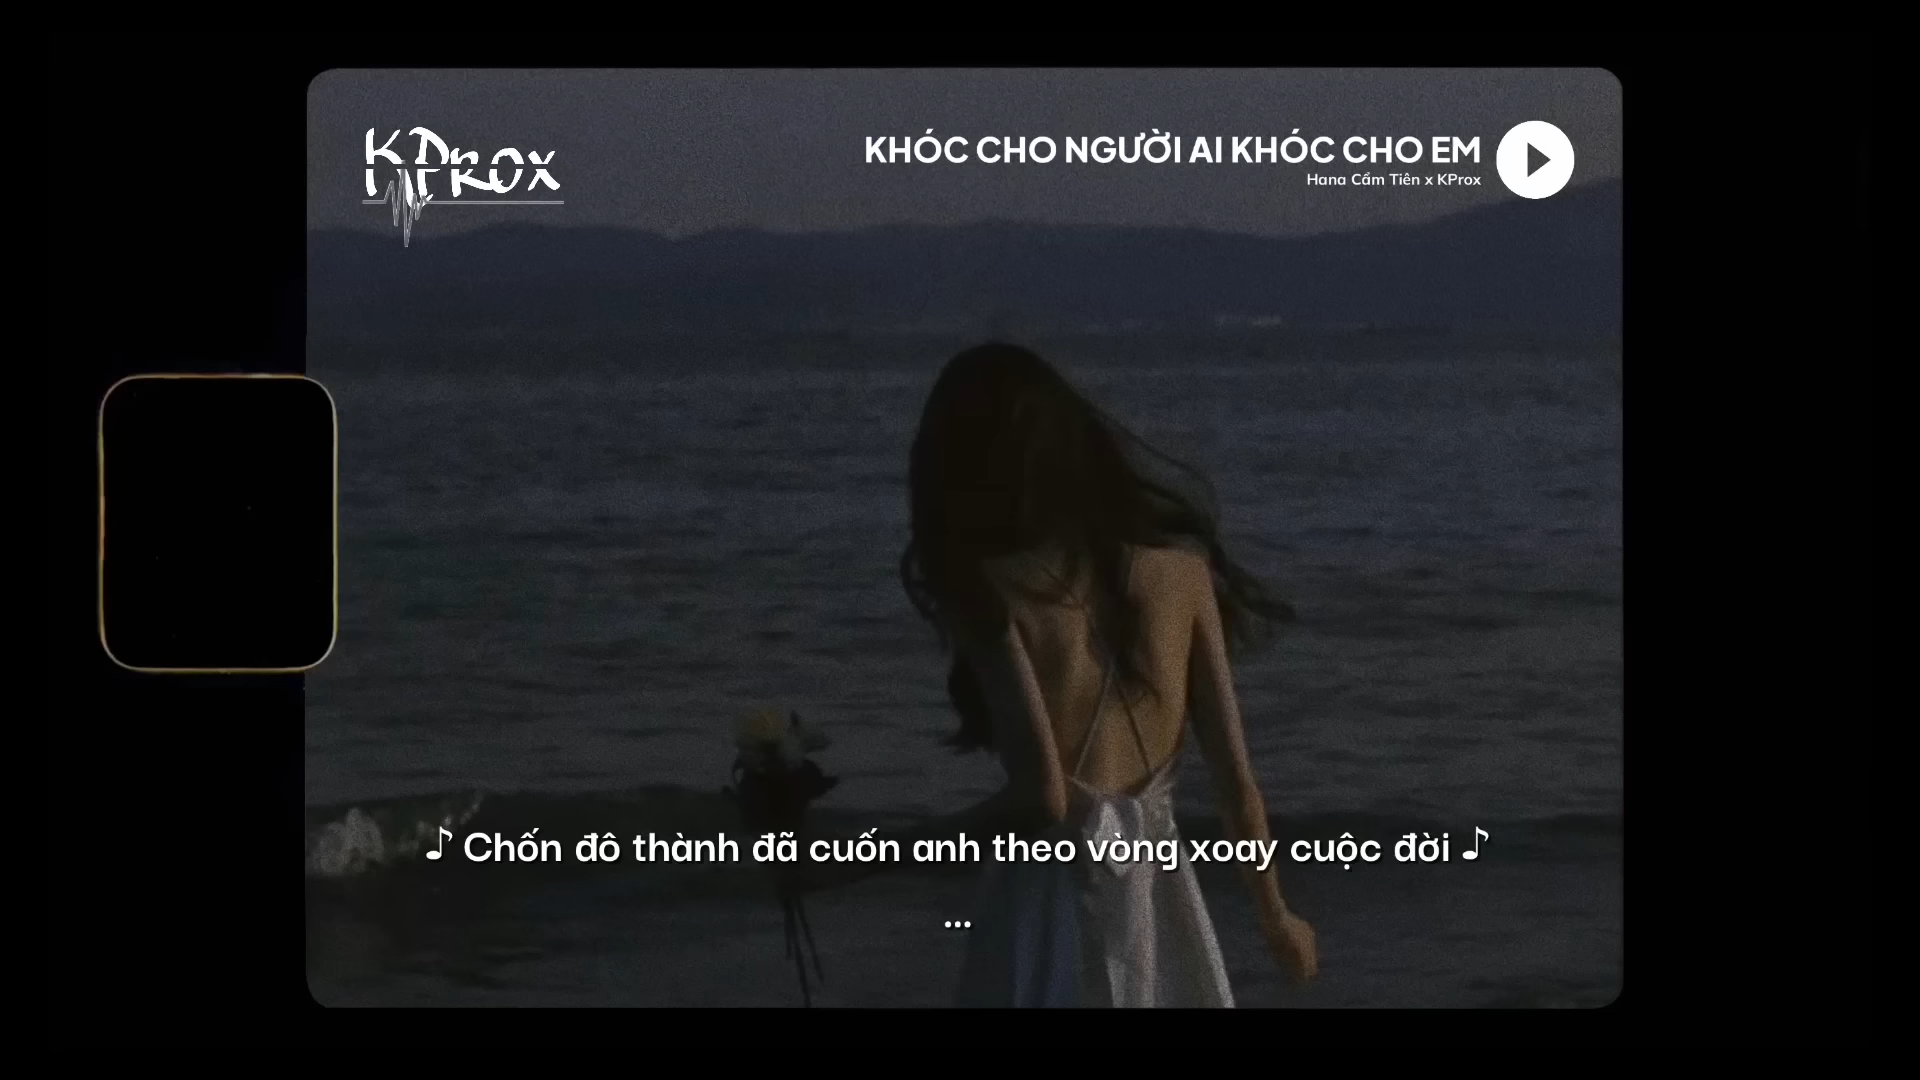 KProx
KHÓC CHO NGƯỜI AI KHÓC CHO EM
Hana Cẩm Tiên x KProx
♪ Chốn đô thành đã cuốn anh theo vòng xoay cuộc đời ♪
...